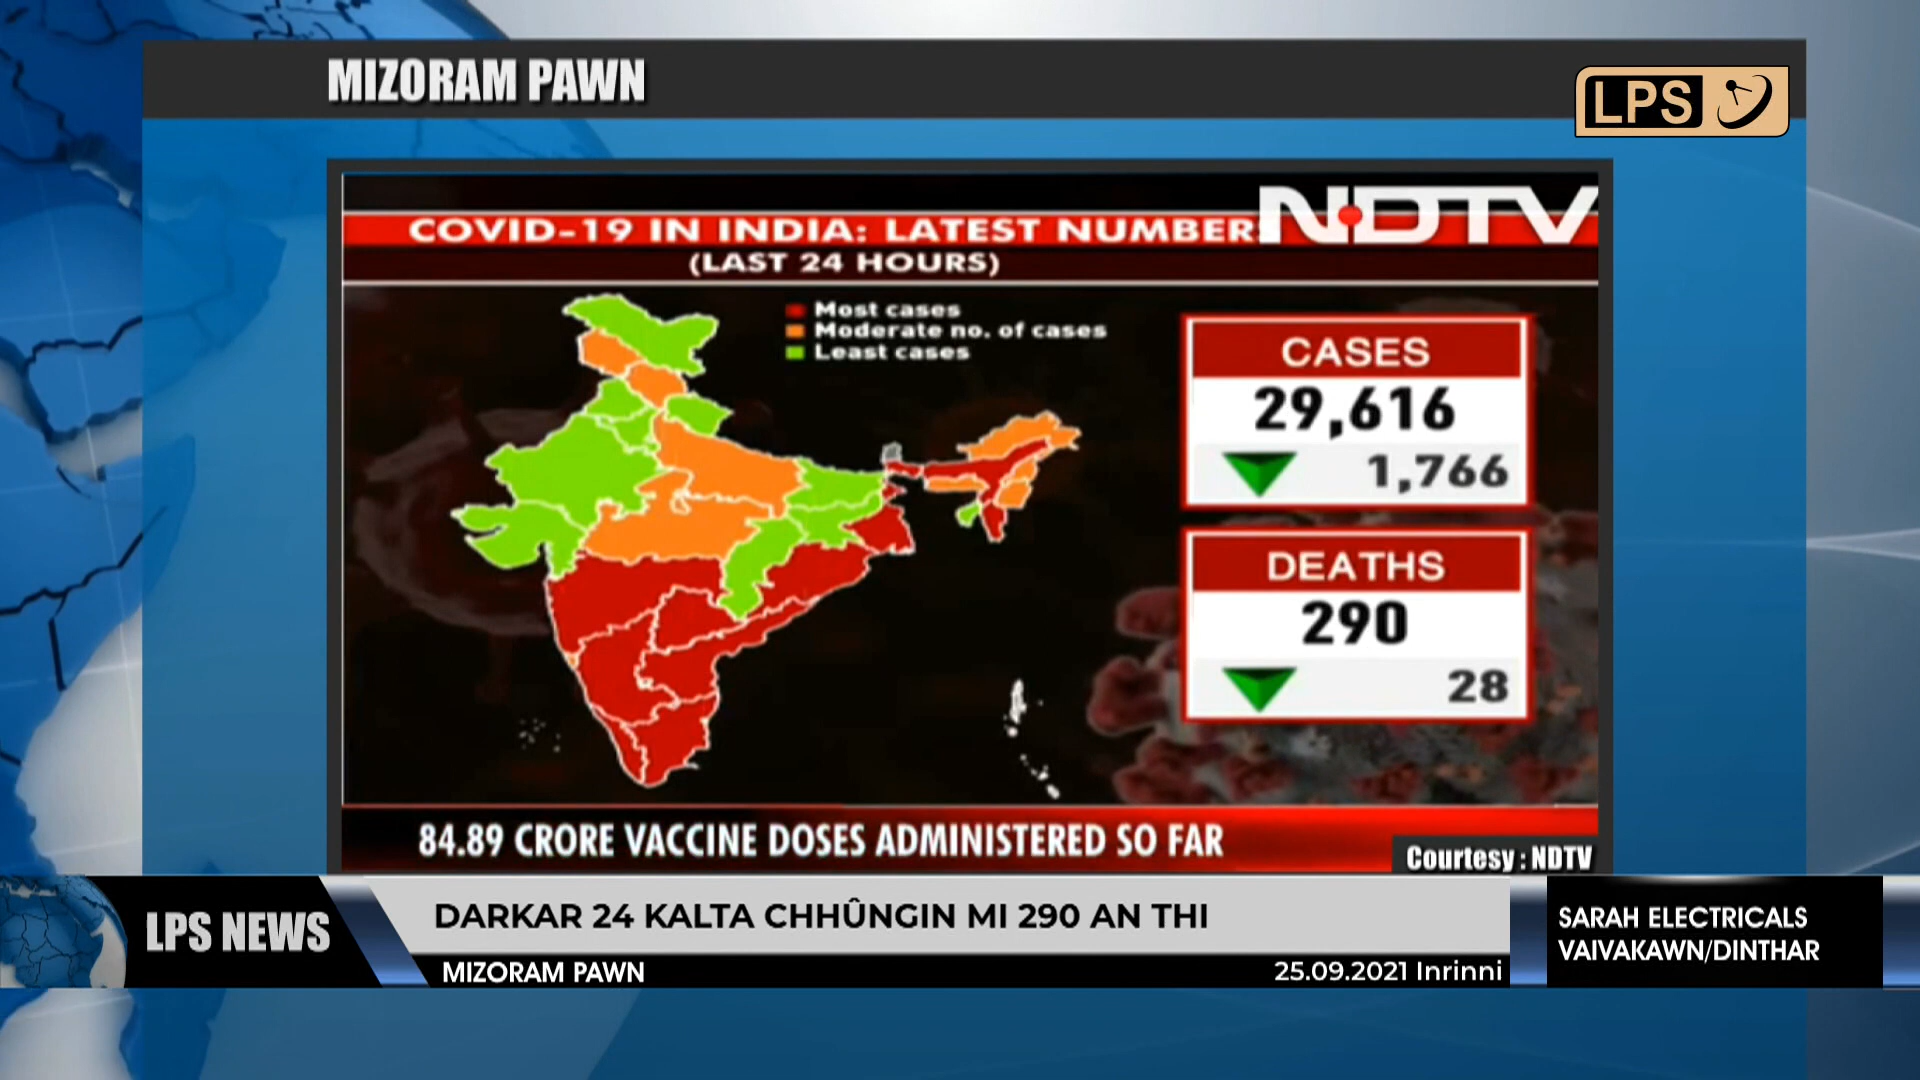 MIZORAM PAWN
LPS
NDTV
COVID-19 IN INDIA: LATEST NUMBER
(LAST 24 HOURS)
Most cases
Moderate no. of cases
Least cases
CASES
29,616
1,766
DEATHS
290
28
84.89 CRORE VACCINE DOSES ADMINISTERED SO FAR
Courtesy : NDTV
LPS NEWS
DARKAR 24 KALTA CHHÛNGIN MI 290 AN THI
MIZORAM PAWN
25.09.2021 Inrinni
SARAH ELECTRICALS
VAIVAKAWN/DINTHAR